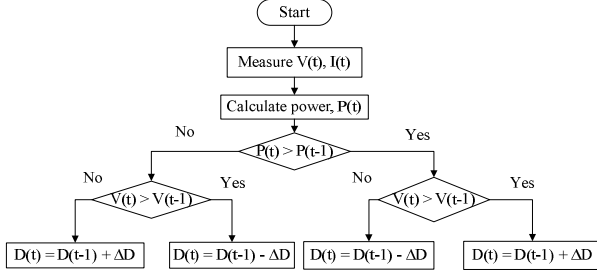 Start
Measure V(t), I(t)
Calculate power, P(t)
No
Yes
P(t) > P(t-1)
No
Yes
No
Yes
V(t) > V(t-1)
V(t) > V(t-1)
D(t) = D(t-1) + ΔD
D(t) = D(t-1) - ΔD
D(t) = D(t-1) - ΔD
D(t) = D(t-1) + ΔD